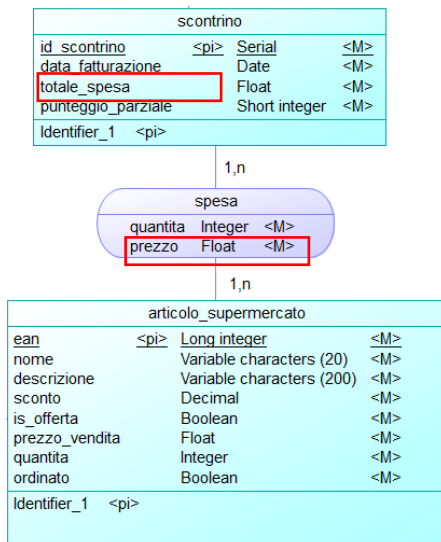 scontrino
id_scontrino <pi> Serial <M>
data_fatturazione Date <M>
totale_spesa Float <M>
punteggio_parziale Short integer <M>
Identifier_1 <pi>
1,n
spesa
quantita Integer <M>
prezzo Float <M>
1,n
articolo_supermercato
ean <pi> Long integer <M>
nome Variable characters (20) <M>
descrizione Variable characters (200) <M>
sconto Decimal <M>
is_offerta Boolean <M>
prezzo_vendita Float <M>
quantita Integer <M>
ordinato Boolean <M>
Identifier_1 <pi>